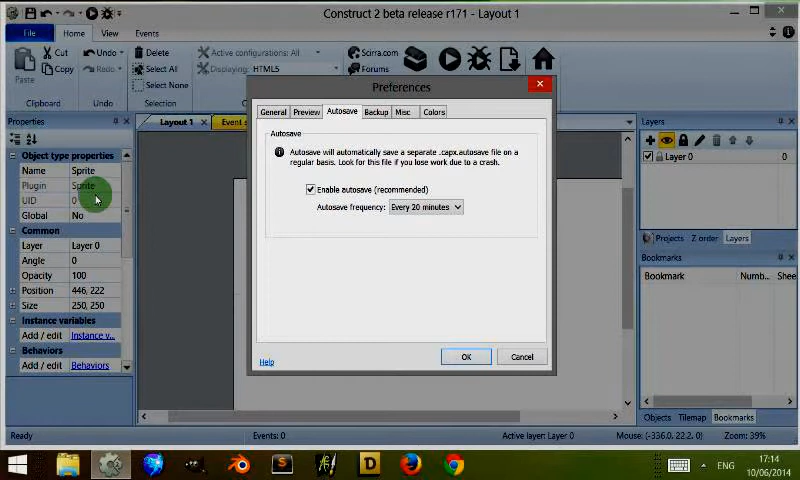 Construct 2 beta release r171 - Layout 1
File Home View Events
Cut
Copy
Paste
Clipboard
Undo
Redo
Undo
Delete
Select All
Select None
Selection
Active configurations: All
Displaying: HTML5
Scirra.com
Forums
Preferences
General Preview Autosave Backup Misc Colors
Autosave
Autosave will automatically save a separate .capx.autosave file on a
regular basis. Look for this file if you lose work due to a crash.
Enable autosave (recommended)
Autosave frequency: Every 20 minutes
Help
OK Cancel
Properties
Layout 1
Event s
Object type properties
Name Sprite
Plugin Sprite
UID 0
Global No
Common
Layer Layer 0
Angle 0
Opacity 100
Position 446, 222
Size 250, 250
Instance variables
Add / edit Instance v...
Behaviors
Add / edit Behaviors
Layers
Layer 0 0
Projects Z order Layers
Bookmarks
Bookmark Numb... Shee
Objects Tilemap Bookmarks
Ready Events: 0 Active layer: Layer 0 Mouse: (-336.0, 22.2, 0) Zoom: 39%
ENG
17:14
10/06/2014